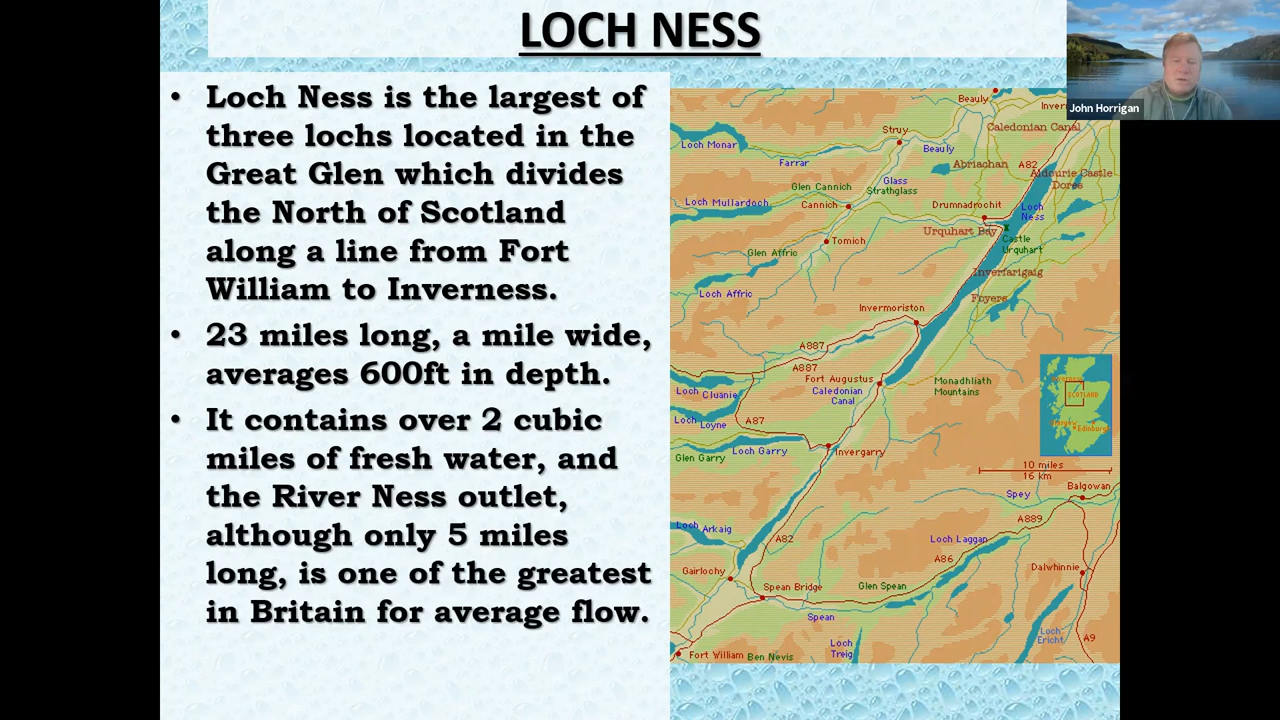 LOCH NESS
John Horrigan
• Loch Ness is the largest of
three lochs located in the
Great Glen which divides
the North of Scotland
along a line from Fort
William to Inverness.
• 23 miles long, a mile wide,
averages 600ft in depth.
• It contains over 2 cubic
miles of fresh water, and
the River Ness outlet,
although only 5 miles
long, is one of the greatest
in Britain for average flow.
Beauly
Inver
Caledonian Canal
Struy
Loch Monar
Beauly
Farrar
Abriachan
A82
Aldourie Castle
Dores
Glass
Strathglass
Glen Cannich
Loch Mullardoch
Cannich
Drumnadrochit
Loch
Ness
Urquhart Bay
Tomich
Castle
Urquhart
Glen Affric
Inverfarigaig
Loch Affric
Foyers
Invermoriston
A887
A887
Fort Augustus
Caledonian
Canal
Monadhliath
Mountains
Loch Cluanie
SCOTLAND
Edinburgh
Loch
Loyne
A87
Loch Garry
Invergarry
Glen Garry
10 miles
16 km
Balgowan
Spey
A889
Loch Arkaig
A82
Loch Laggan
A86
Gairlochy
Dalwhinnie
Spean Bridge
Glen Spean
Spean
Loch
Ericht
A9
Loch
Treig
Fort William
Ben Nevis